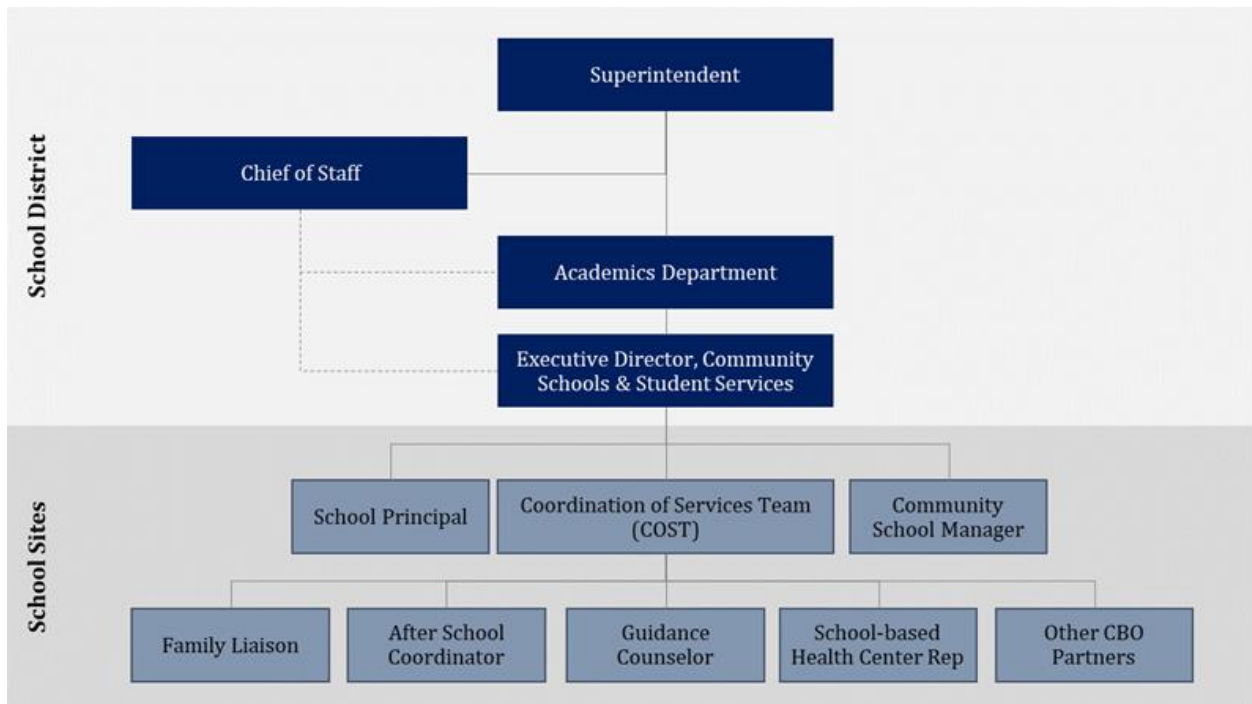 School District
Superintendent
Chief of Staff
Academics Department
Executive Director, Community
Schools & Student Services
School Sites
School Principal
Coordination of Services Team
(COST)
Community
School Manager
Family Liaison
After School
Coordinator
Guidance
Counselor
School-based
Health Center Rep
Other CBO
Partners